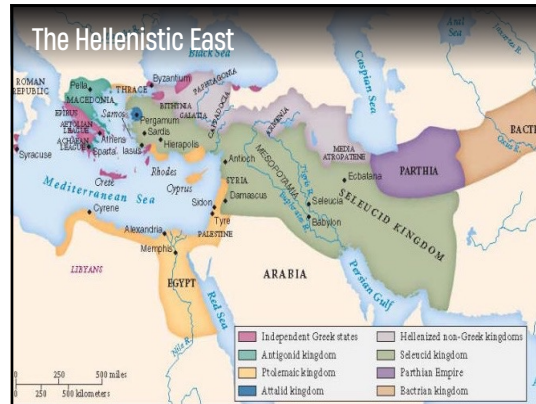 The Hellenistic East
Black Sea
Aral
Sea
Caspian Sea
ROMAN
REPUBLIC
Pella
THRACE
Byzantium
PAPHLAGONIA
MACEDONIA
BITHYNIA
GALATIA
CAPPADOCIA
ARMENIA
EPIRUS
Samos
Pergamum
AETOLIAN
LEAGUE
Sardis
ACHAEAN
LEAGUE
Athens
Hierapolis
Sparta
Iasus
Syracuse
MEDIA
ATROPATENE
PARTHIA
BACT
Rhodes
Antioch
MESOPOTAMIA
Ecbatana
Crete
Cyprus
SYRIA
Tigris R.
Mediterranean Sea
Damascus
Euphrates R.
Seleucia
SELEUCID KINGDOM
Sidon
Tyre
Babylon
Cyrene
PALESTINE
Alexandria
Memphis
LIBYANS
ARABIA
EGYPT
Persian Gulf
Red Sea
Nile R.
Independent Greek states
Antigonid kingdom
Ptolemaic kingdom
Attalid kingdom
Hellenized non-Greek kingdoms
Seleucid kingdom
Parthian Empire
Bactrian kingdom
0 250 500 miles
0 250 500 kilometers